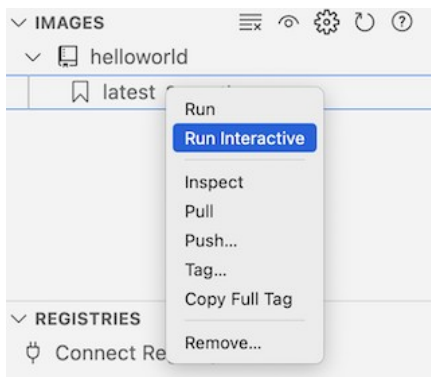 IMAGES
helloworld
latest
Run
Run Interactive
Inspect
Pull
Push...
Tag...
Copy Full Tag
Remove...
REGISTRIES
Connect Re